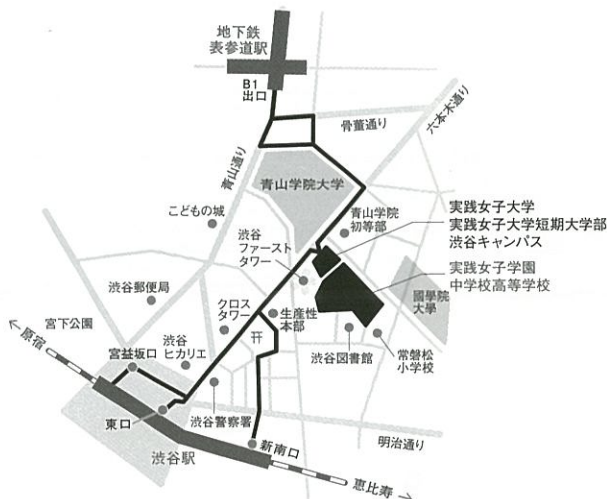 地下鉄
表参道駅
B1
出口
骨董通り
六本木通り
青山通り
青山学院大学
こどもの城
青山学院
初等部
実践女子大学
実践女子大学短期大学部
渋谷キャンパス
渋谷
ファースト
タワー
実践女子学園
中学校高等学校
國學院
大學
渋谷郵便局
クロス
タワー
生産性
本部
宮下公園
渋谷
ヒカリエ
渋谷図書館
常磐松
小学校
原宿
宮益坂口
東口
渋谷警察署
明治通り
新南口
渋谷駅
恵比寿